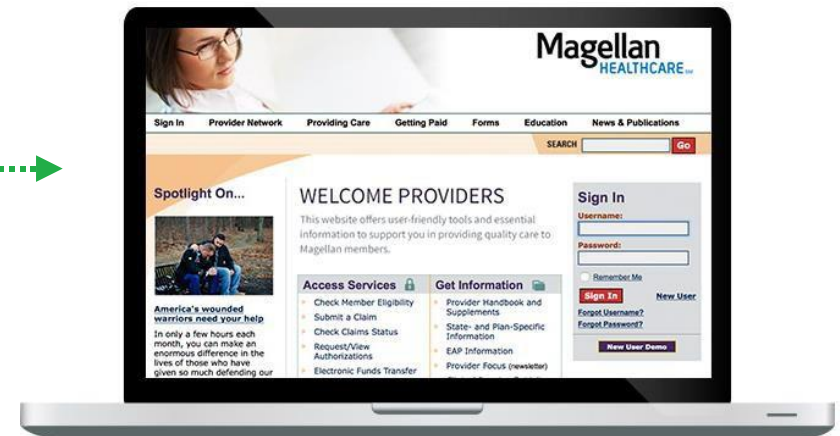 Magellan
HEALTHCARE
Sign In Provider Network Providing Care Getting Paid Forms Education News & Publications
SEARCH Go
Spotlight On...
America's wounded
warriors need your help
In only a few hours each
month, you can make an
enormous difference in the
lives of those who have
given so much defending our
WELCOME PROVIDERS
This website offers user-friendly tools and essential
information to support you in providing quality care to
Magellan members.
Access Services
Check Member Eligibility
Submit a Claim
Check Claims Status
Request/View
Authorizations
Electronic Funds Transfer
Get Information
Provider Handbook and
Supplements
State- and Plan-Specific
Information
EAP Information
Provider Focus (newsletter)
Sign In
Username:
Password:
Remember Me
Sign In New User
Forgot Username?
Forgot Password?
New User Demo